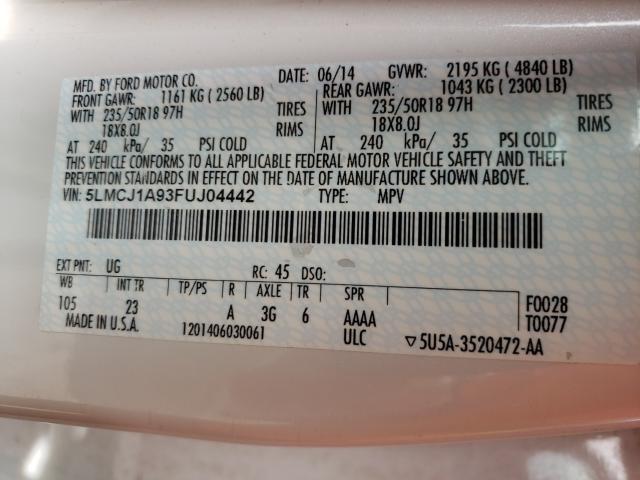 MFD. BY FORD MOTOR CO.
DATE: 06/14 GVWR: 2195 KG ( 4840 LB)
FRONT GAWR: 1161 KG ( 2560 LB) REAR GAWR: 1043 KG ( 2300 LB)
WITH 235/50R18 97H TIRES WITH 235/50R18 97H TIRES
18X8.0J RIMS 18X8.0J RIMS
AT 240 kPa/ 35 PSI COLD AT 240 kPa/ 35 PSI COLD
THIS VEHICLE CONFORMS TO ALL APPLICABLE FEDERAL MOTOR VEHICLE SAFETY AND THEFT
PREVENTION STANDARDS IN EFFECT ON THE DATE OF MANUFACTURE SHOWN ABOVE.
VIN: 5LMCJ1A93FUJ04442 TYPE: MPV
EXT PNT: UG RC: 45 DSO:
WB INT TR TP/PS R AXLE TR SPR F0028
105 23 A 3G 6 AAAA T0077
MADE IN U.S.A. 1201406030061 ULC ▽5U5A-3520472-AA